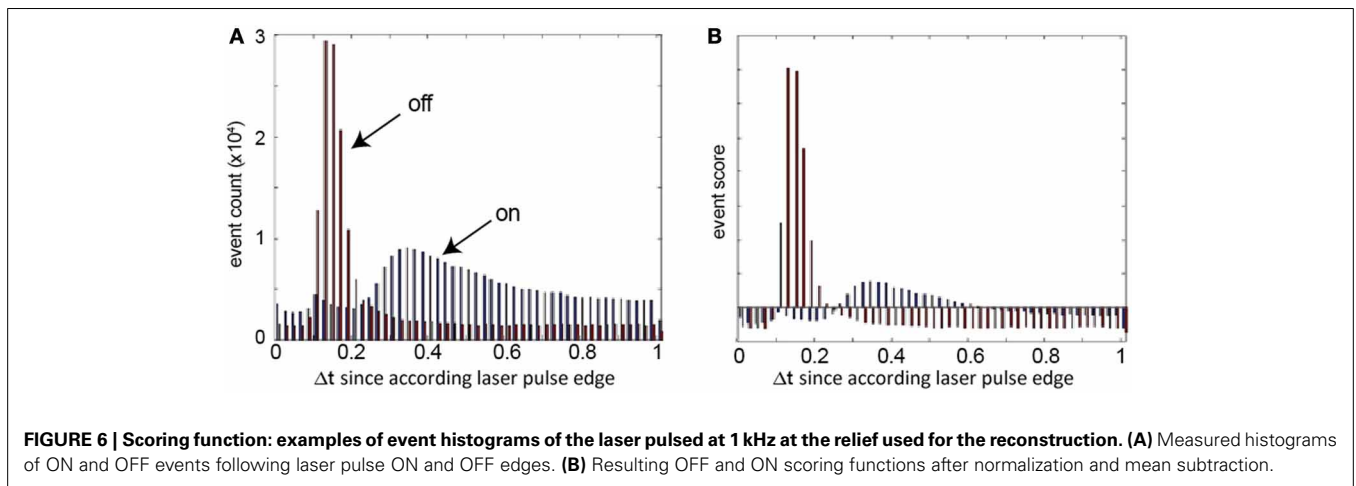 A
B
3
2
1
0
event count (x10⁴)
off
on
0 0.2 0.4 0.6 0.8 1
Δt since according laser pulse edge
event score
0 0.2 0.4 0.6 0.8 1
Δt since according laser pulse edge
FIGURE 6 | Scoring function: examples of event histograms of the laser pulsed at 1 kHz at the relief used for the reconstruction. (A) Measured histograms
of ON and OFF events following laser pulse ON and OFF edges. (B) Resulting OFF and ON scoring functions after normalization and mean subtraction.